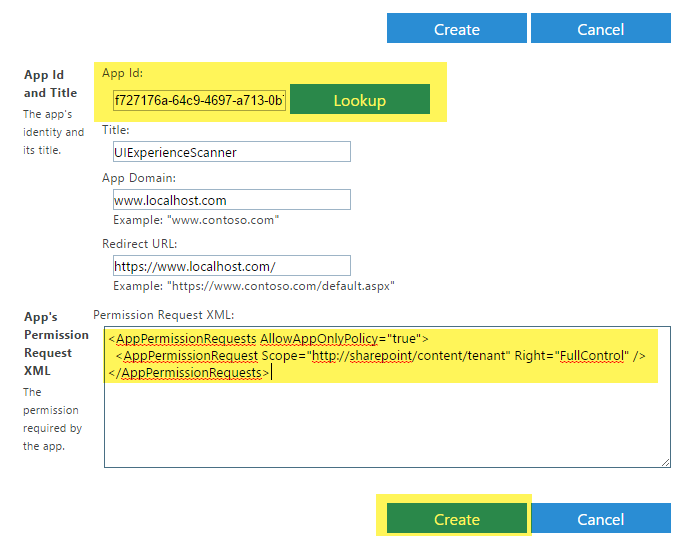 Create Cancel
App Id and Title
The app's identity and its title.
App Id:
f727176a-64c9-4697-a713-0b
Lookup
Title:
UIExperienceScanner
App Domain:
www.localhost.com
Example: "www.contoso.com"
Redirect URL:
https://www.localhost.com/
Example: "https://www.contoso.com/default.aspx"
App's Permission Request XML
The permission required by the app.
Permission Request XML:
<AppPermissionRequests AllowAppOnlyPolicy="true">
<AppPermissionRequest Scope="http://sharepoint/content/tenant" Right="FullControl" />
</AppPermissionRequests>
Create Cancel